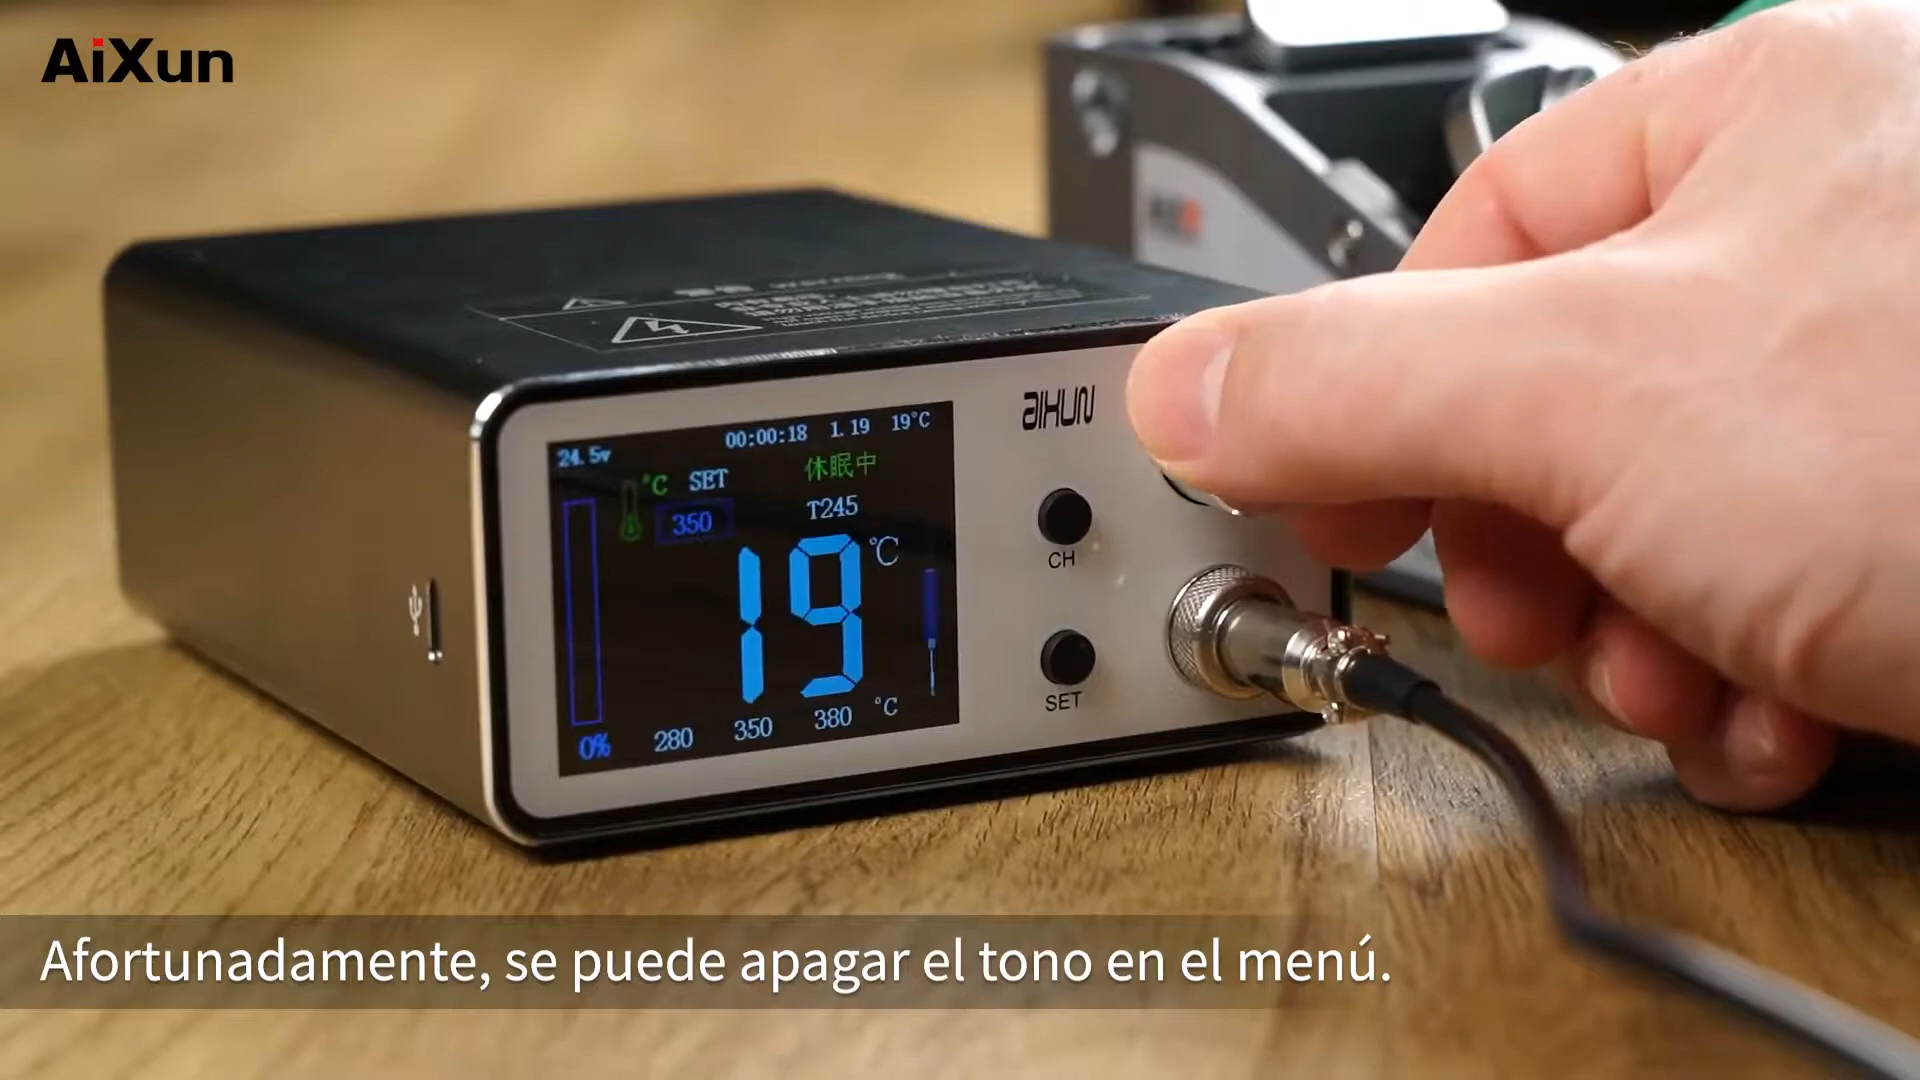 AiXun
AIXUN
24.5v
00:00:18 1.19 19°C
°C SET
休眠中
350
T245
19 °C
0% 280 350 380 °C
CH
SET
Afortunadamente, se puede apagar el tono en el menú.